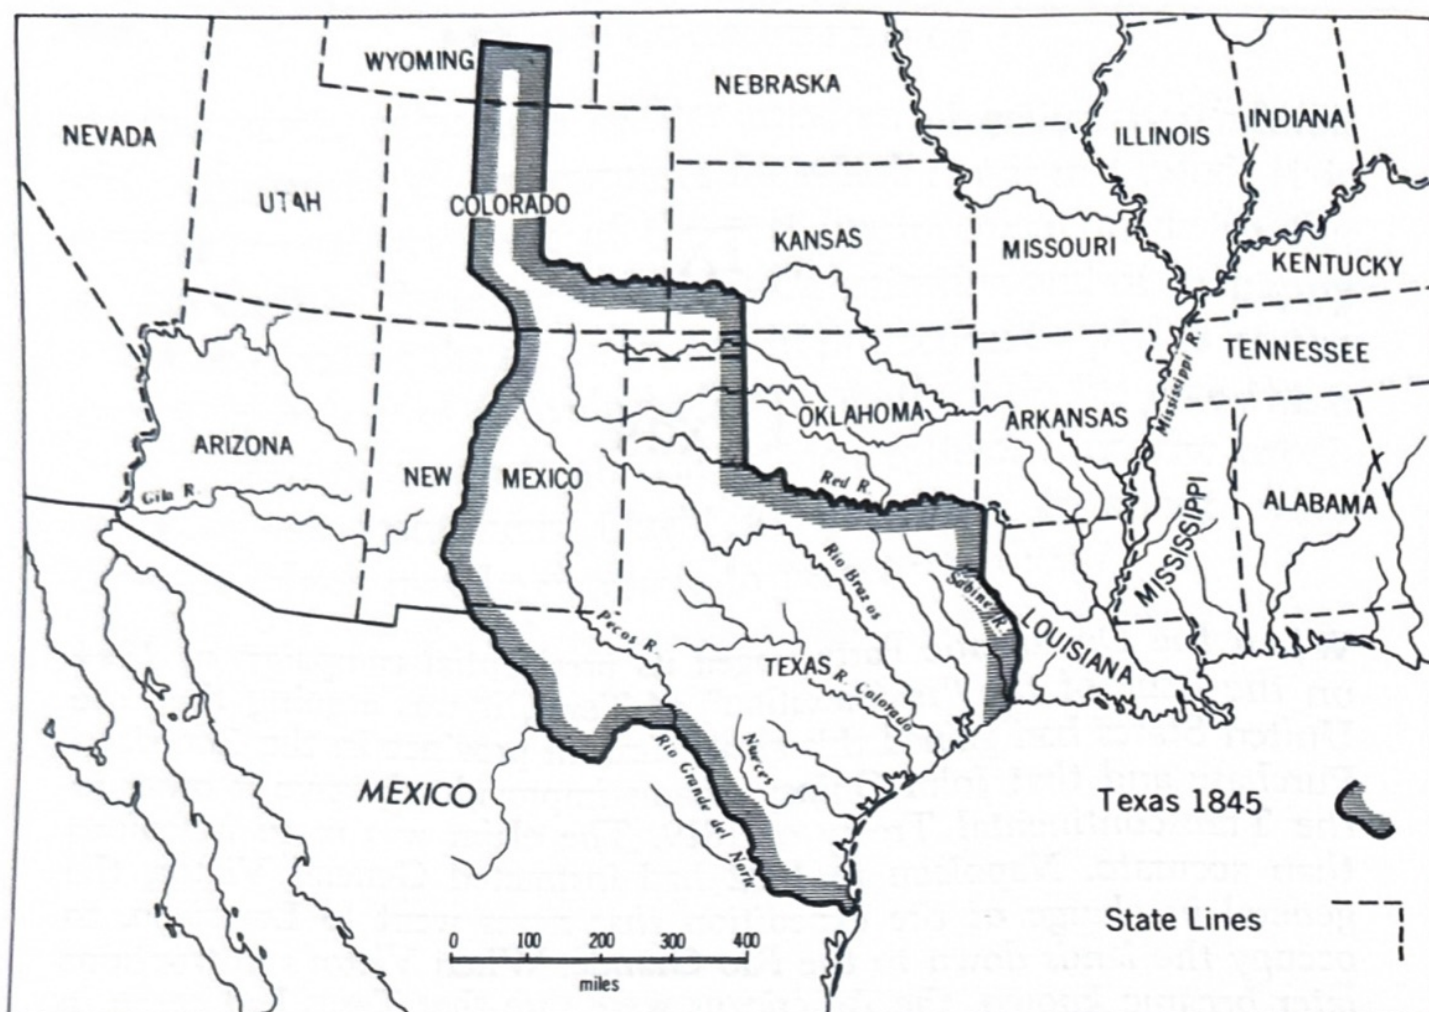 WYOMING
NEBRASKA
NEVADA
ILLINOIS
INDIANA
UTAH
COLORADO
KANSAS
MISSOURI
KENTUCKY
Mississippi R.
TENNESSEE
ARIZONA
OKLAHOMA
ARKANSAS
NEW MEXICO
Gila R.
Red R.
MISSISSIPPI
ALABAMA
Rio Brazos
Sabine R.
Pecos R.
LOUISIANA
TEXAS
R. Colorado
Nueces
Rio Grande del Norte
MEXICO
Texas 1845
State Lines
0 100 200 300 400
miles